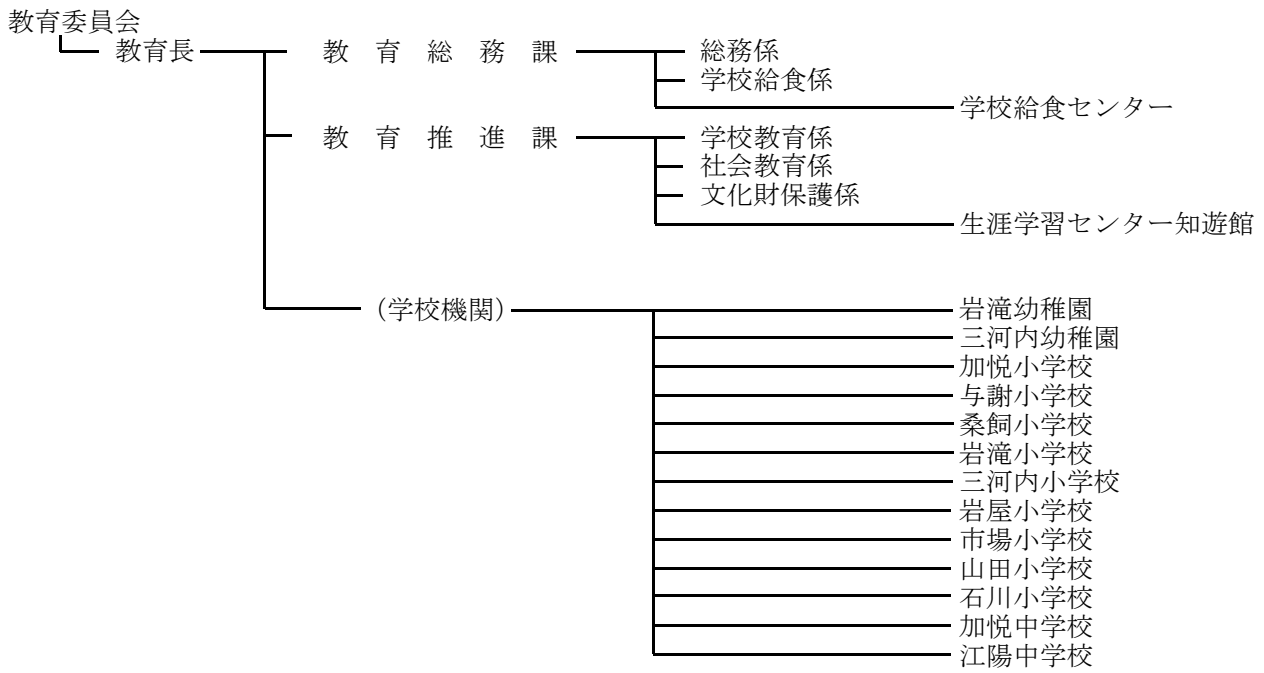 教育委員会
教育長
教育総務課
総務係
学校給食係
学校給食センター
教育推進課
学校教育係
社会教育係
文化財保護係
生涯学習センター知遊館
(学校機関)
岩滝幼稚園
三河内幼稚園
加悦小学校
与謝小学校
桑飼小学校
岩滝小学校
三河内小学校
岩屋小学校
市場小学校
山田小学校
石川小学校
加悦中学校
江陽中学校